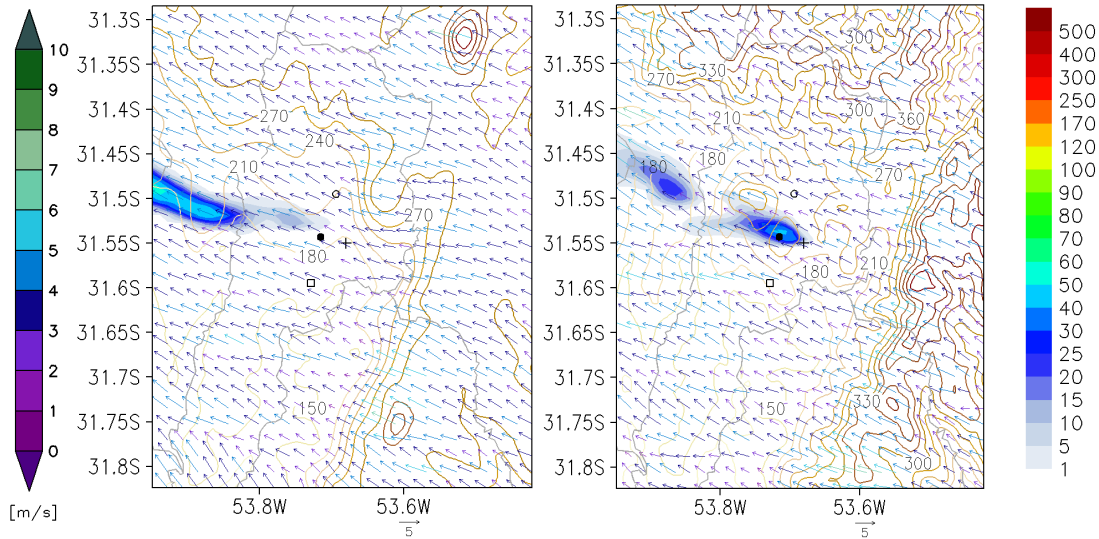 10
9
8
7
6
5
4
3
2
1
0
[m/s]
31.3S
31.35S
31.4S
31.45S
31.5S
31.55S
31.6S
31.65S
31.7S
31.75S
31.8S
270
240
210
270
180
150
53.8W
53.6W
5
31.3S
31.35S
31.4S
31.45S
31.5S
31.55S
31.6S
31.65S
31.7S
31.75S
31.8S
300
330
270
300
360
210
180
180
270
210
180
150
330
300
53.8W
53.6W
5
500
400
300
250
170
120
100
90
80
70
60
50
40
30
25
20
15
10
5
1